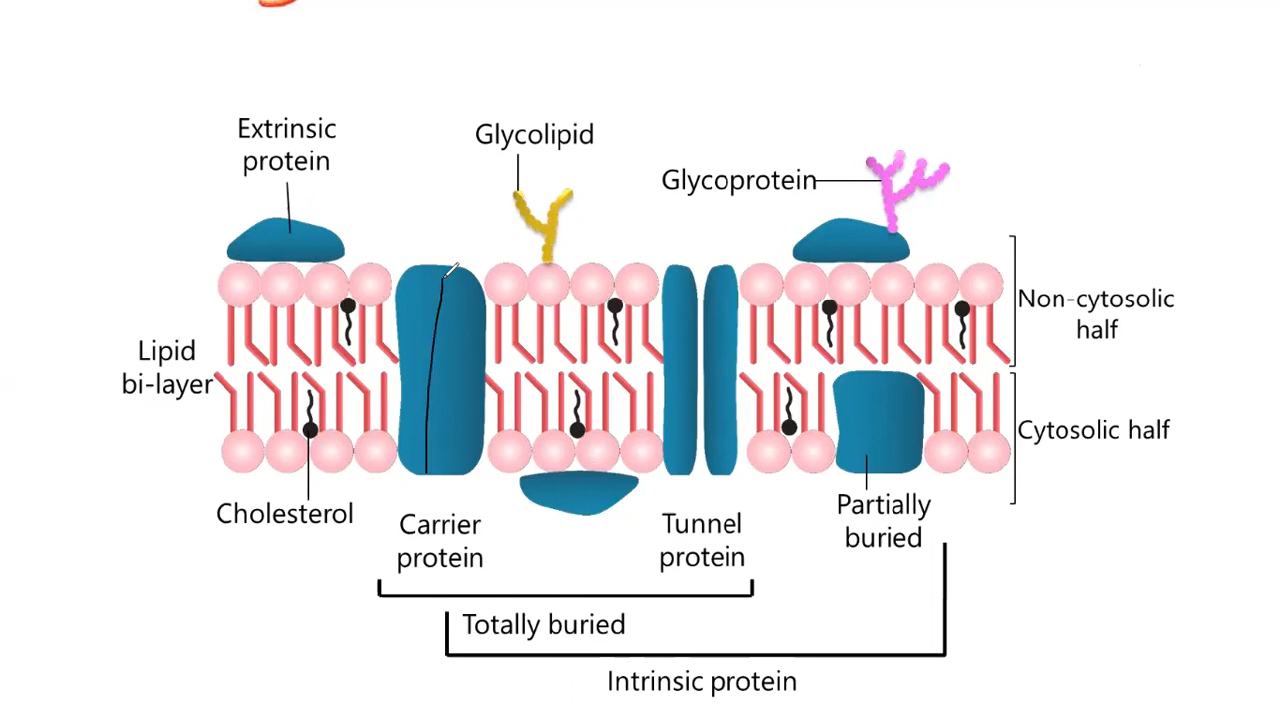 Extrinsic
protein
Glycolipid
Glycoprotein
Non-cytosolic
half
Lipid
bi-layer
Cytosolic half
Cholesterol
Carrier
protein
Tunnel
protein
Partially
buried
Totally buried
Intrinsic protein